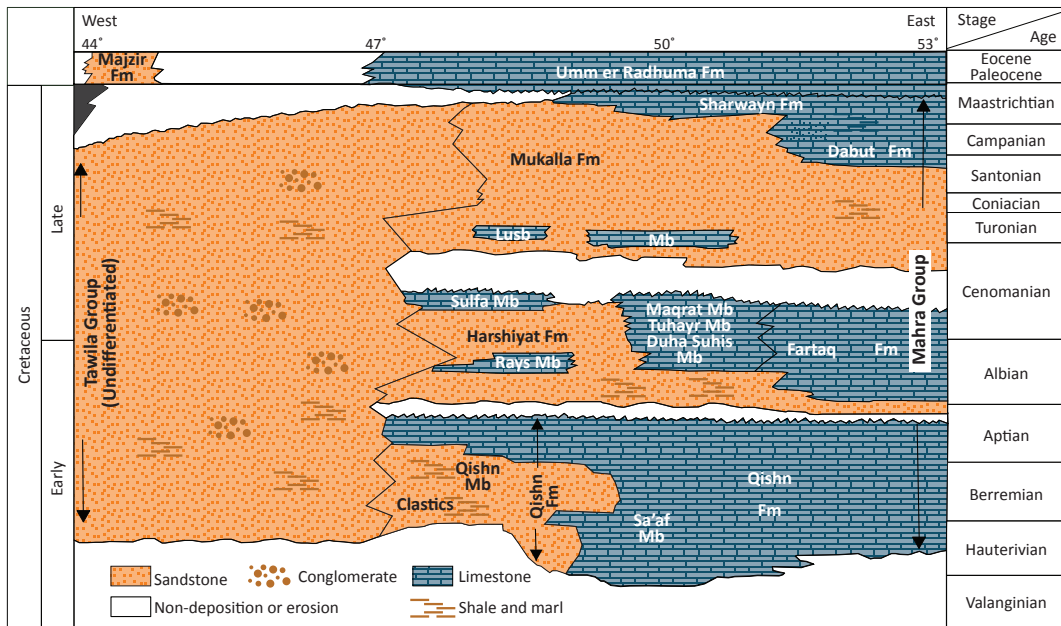 West
East
Stage
Age
44°
47°
50°
53°
Majzir
Fm
Umm er Radhuma Fm
Eocene
Paleocene
Sharwayn Fm
Maastrichtian
Mukalla Fm
Dabut Fm
Campanian
Santonian
Coniacian
Lusb
Mb
Turonian
Cenomanian
Sulfa Mb
Maqrat Mb
Tuhayr Mb
Duha Suhis
Mb
Harshiyat Fm
Rays Mb
Fartaq Fm
Albian
Aptian
Qishn
Mb
Clastics
Qishn
Fm
Qishn
Fm
Sa'af
Mb
Berremian
Hauterivian
Valanginian
Cretaceous
Late
Early
Tawila Group
(Undifferentiated)
Mahra Group
Sandstone
Conglomerate
Limestone
Non-deposition or erosion
Shale and marl